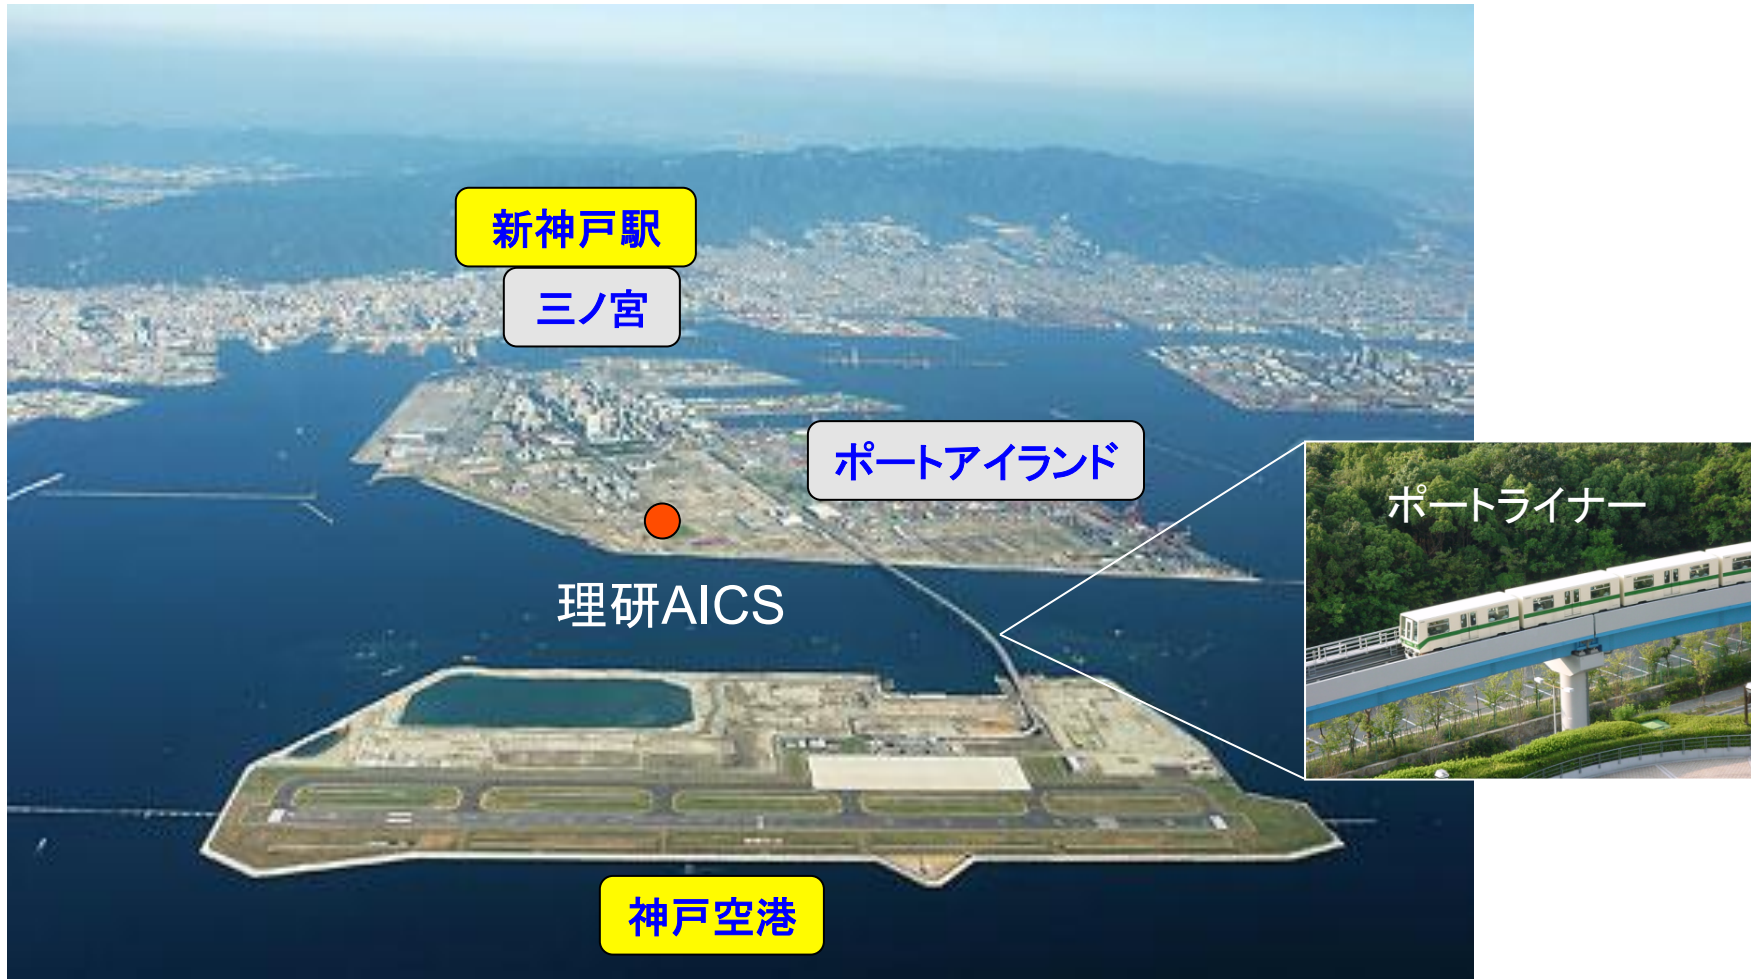 新神戸駅
三ノ宮
ポートアイランド
ポートライナー
理研AICS
神戸空港